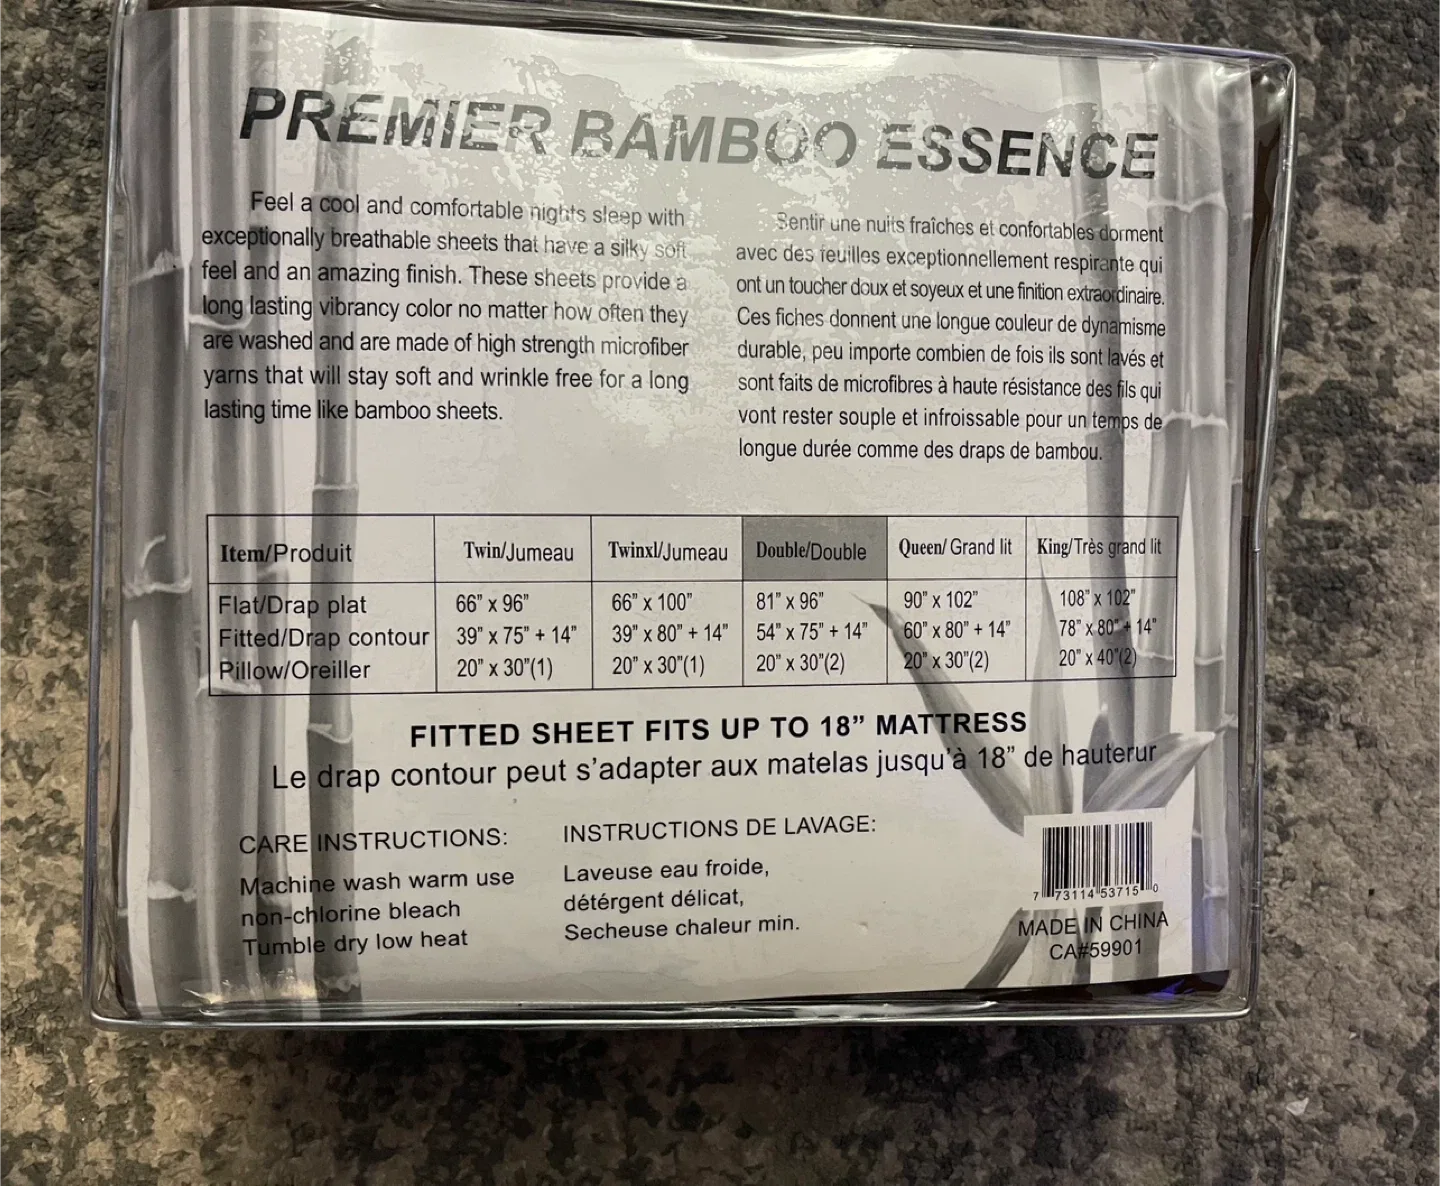 PREMIER BAMBOO ESSENCE
Feel a cool and comfortable nights sleep with
exceptionally breathable sheets that have a silky soft
feel and an amazing finish. These sheets provide a
long lasting vibrancy color no matter how often they
are washed and are made of high strength microfiber
yarns that will stay soft and wrinkle free for a long
lasting time like bamboo sheets.
Sentir une nuits fraîches et confortables dorment
avec des feuilles exceptionnellement respirante qui
ont un toucher doux et soyeux et une finition extraordinaire.
Ces fiches donnent une longue couleur de dynamisme
durable, peu importe combien de fois ils sont lavés et
sont faits de microfibres à haute résistance des fils qui
vont rester souple et infroissable pour un temps de
longue durée comme des draps de bambou.
Item/Produit Twin/Jumeau Twinxl/Jumeau Double/Double Queen/ Grand lit King/Très grand lit
Flat/Drap plat 66” x 96” 66” x 100” 81” x 96” 90” x 102” 108” x 102”
Fitted/Drap contour 39” x 75” + 14” 39” x 80” + 14” 54” x 75” + 14” 60” x 80” + 14” 78” x 80” + 14”
Pillow/Oreiller 20” x 30”(1) 20” x 30”(1) 20” x 30”(2) 20” x 30”(2) 20” x 40”(2)
FITTED SHEET FITS UP TO 18” MATTRESS
Le drap contour peut s’adapter aux matelas jusqu’à 18” de hauterur
CARE INSTRUCTIONS:
Machine wash warm use
non-chlorine bleach
Tumble dry low heat
INSTRUCTIONS DE LAVAGE:
Laveuse eau froide,
détérgent délicat,
Secheuse chaleur min.
7 73114 53715 0
MADE IN CHINA
CA#59901